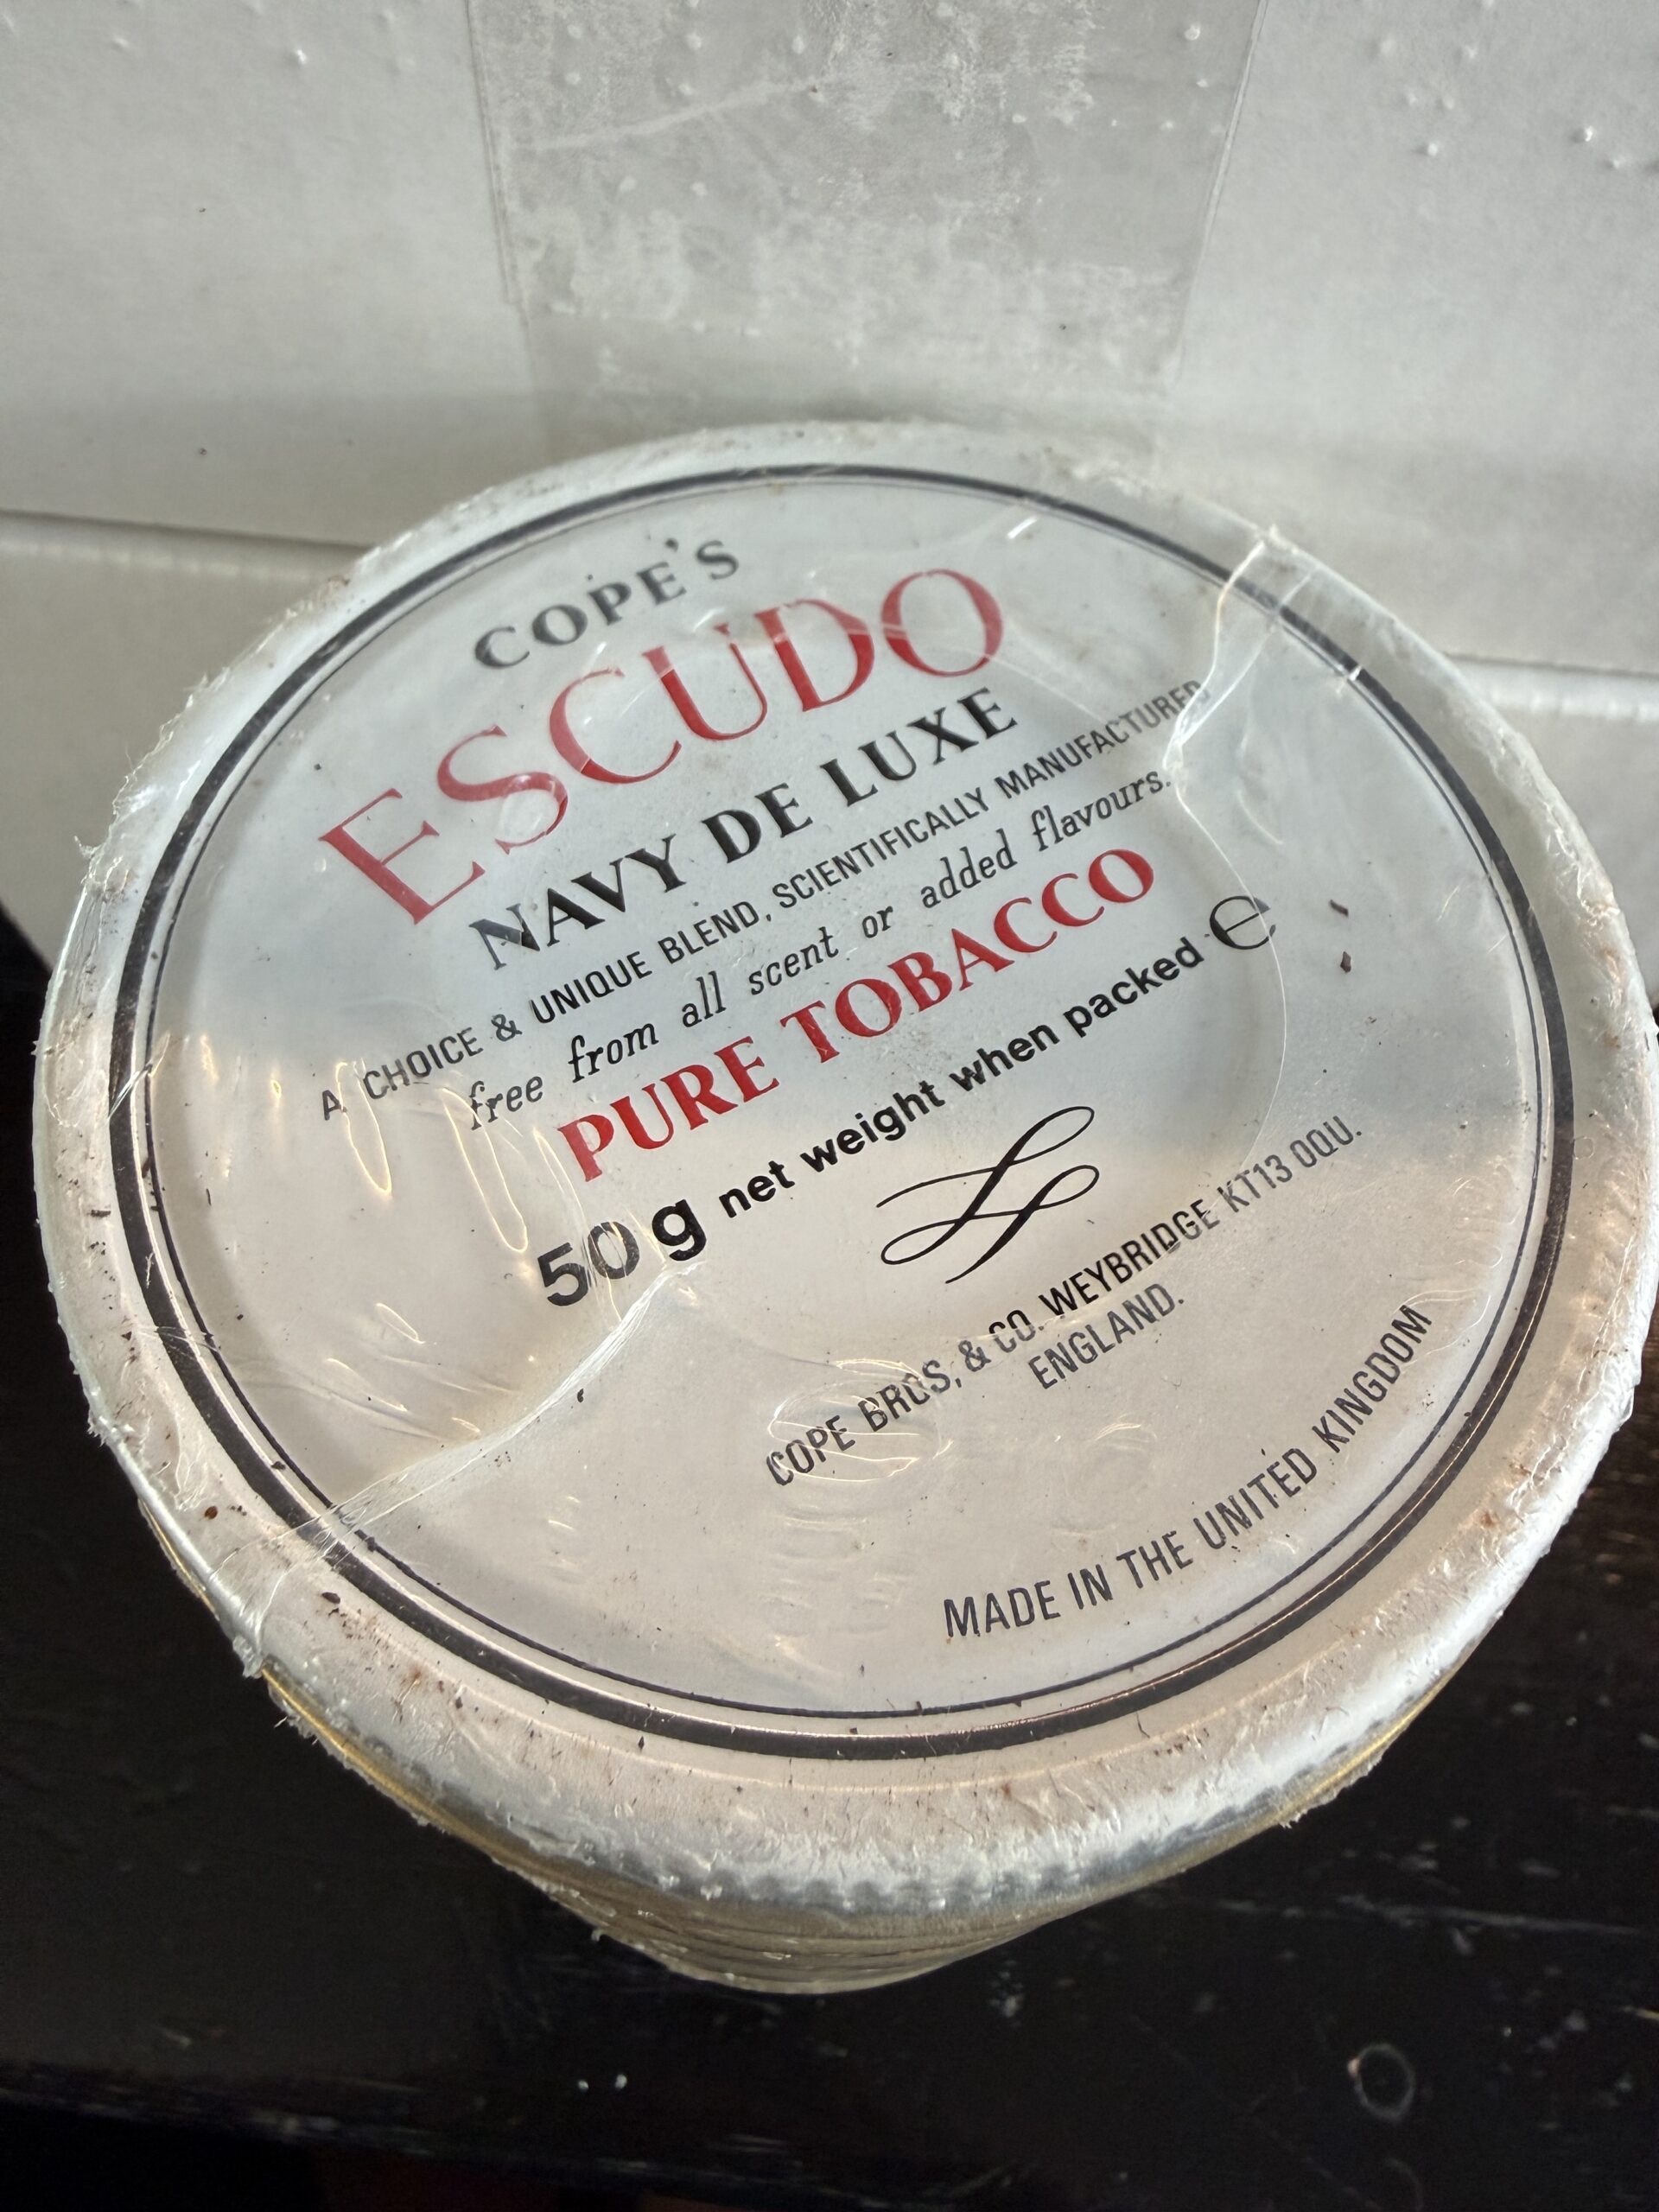 COPE'S
ESCUDO
NAVY DE LUXE
A CHOICE & UNIQUE BLEND, SCIENTIFICALLY MANUFACTURED
free from all scent or added flavours.
PURE TOBACCO
50 g net weight when packed ℮
COPE BROS, & CO. WEYBRIDGE KT13 0QU.
ENGLAND.
MADE IN THE UNITED KINGDOM